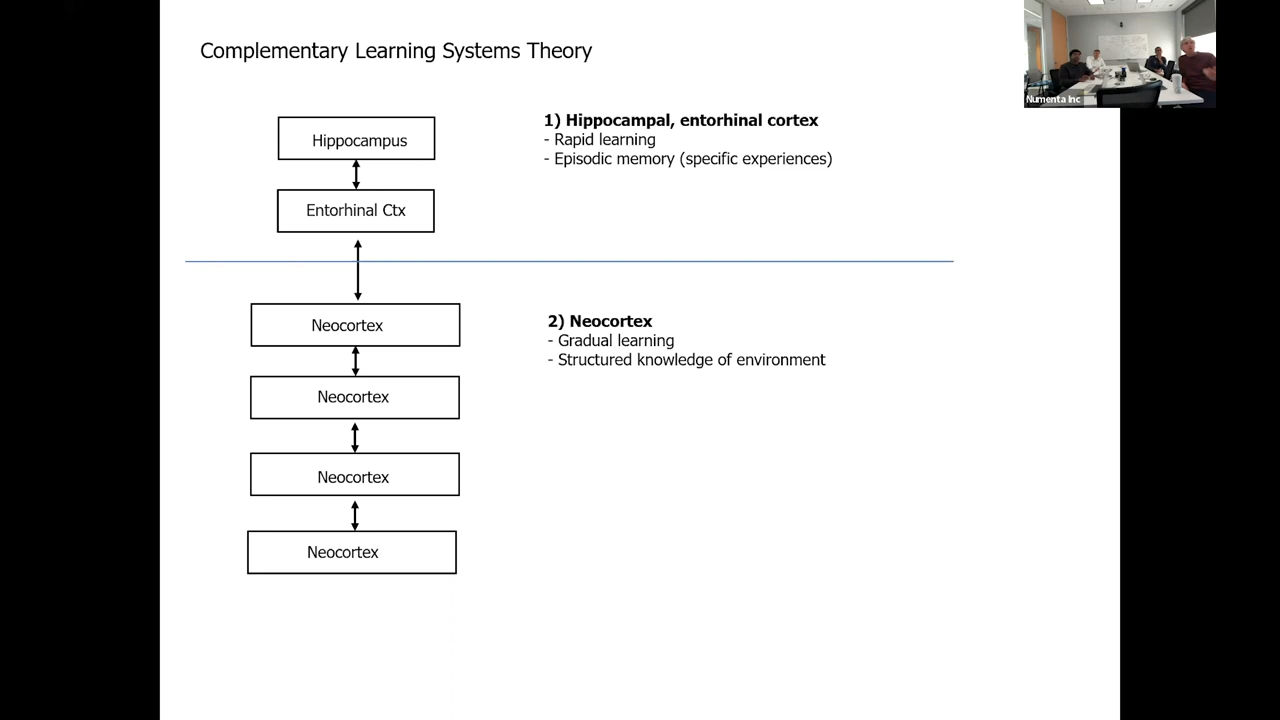 Complementary Learning Systems Theory
Numenta Inc
Hippocampus
Entorhinal Ctx
1) Hippocampal, entorhinal cortex
- Rapid learning
- Episodic memory (specific experiences)
Neocortex
Neocortex
Neocortex
Neocortex
2) Neocortex
- Gradual learning
- Structured knowledge of environment